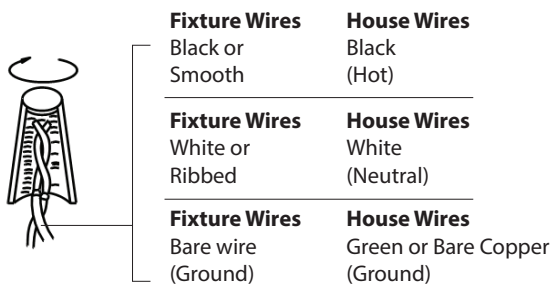 Fixture Wires House Wires
Black or Black
Smooth (Hot)
Fixture Wires House Wires
White or White
Ribbed (Neutral)
Fixture Wires House Wires
Bare wire Green or Bare Copper
(Ground) (Ground)